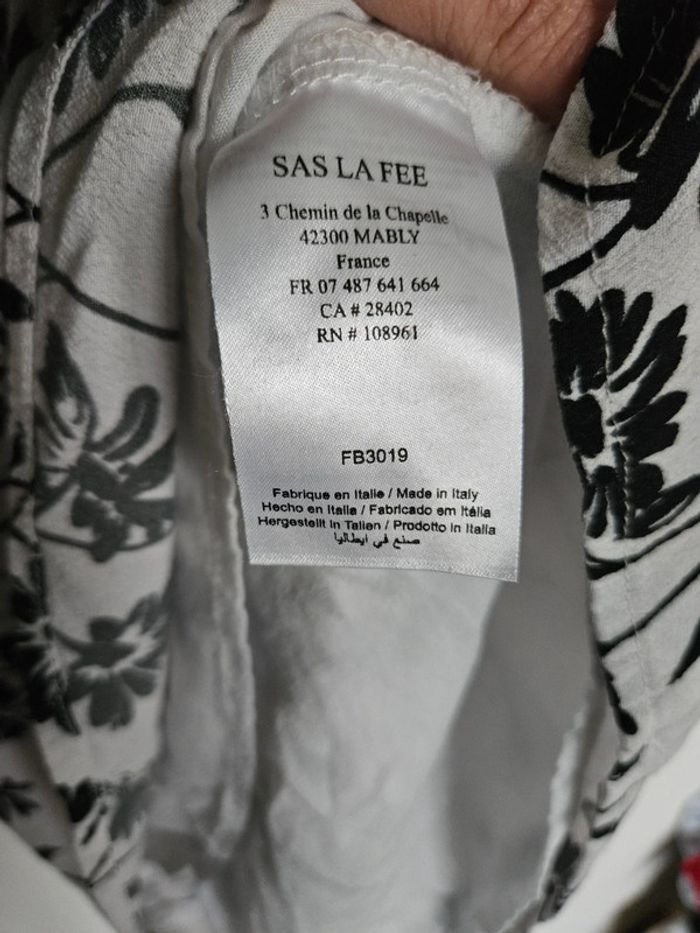 SAS LA FEE
3 Chemin de la Chapelle
42300 MABLY
France
FR 07 487 641 664
CA # 28402
RN # 108961
FB3019
Fabrique en Italie / Made in Italy
Hecho en Italia / Fabricado em Itália
Hergestellt in Talien / Prodotto in Italia
صنع في ايطاليا